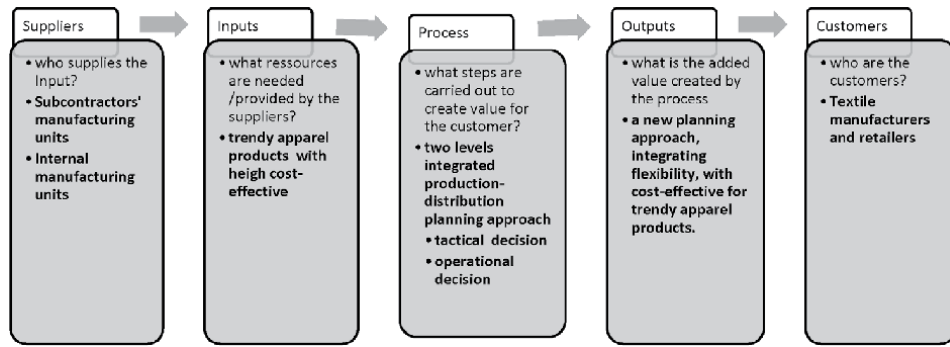 Suppliers
• who supplies the
Input?
• Subcontractors'
manufacturing
units
• Internal
manufacturing
units
Inputs
• what ressources
are needed
/provided by the
suppliers?
• trendy apparel
products with
heigh cost-
effective
Process
• what steps are
carried out to
create value for
the customer?
• two levels
integrated
production-
distribution
planning approach
• tactical decision
• operational
decision
Outputs
• what is the added
value created by
the process
• a new planning
approach,
integrating
flexibility, with
cost-effective for
trendy apparel
products.
Customers
• who are the
customers?
• Textile
manufacturers
and retailers